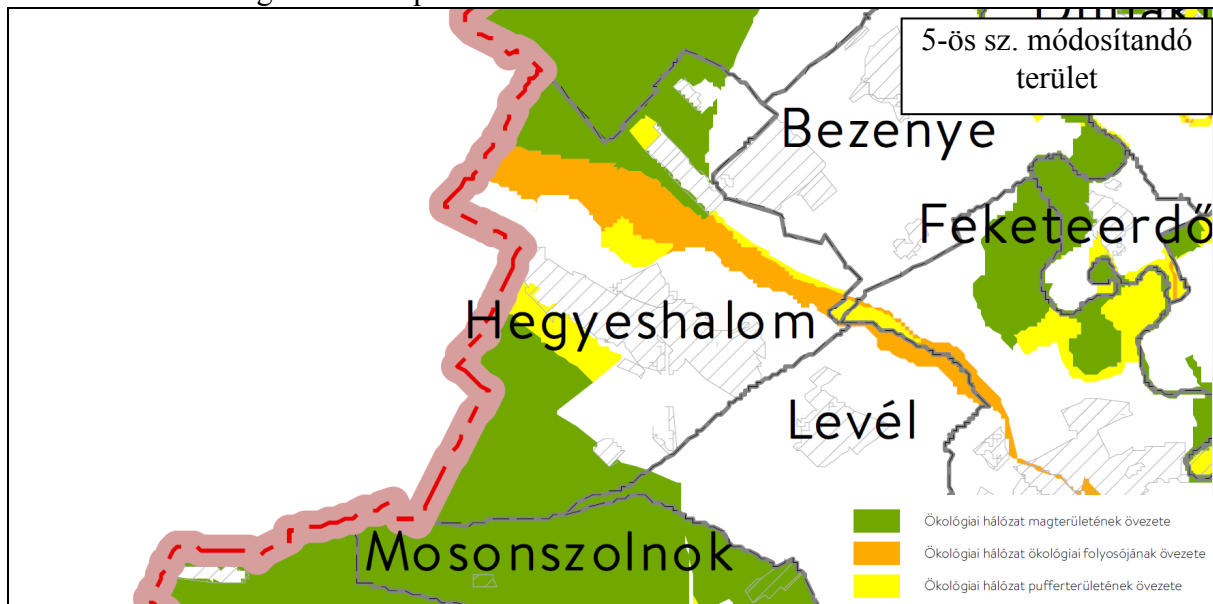 5-ös sz. módosítandó
terület
Bezenye
Feketeerdő
Hegyeshalom
Levél
Mosonszolnok
Ökológiai hálózat magterületének övezete
Ökológiai hálózat ökológiai folyosójának övezete
Ökológiai hálózat pufferterületének övezete